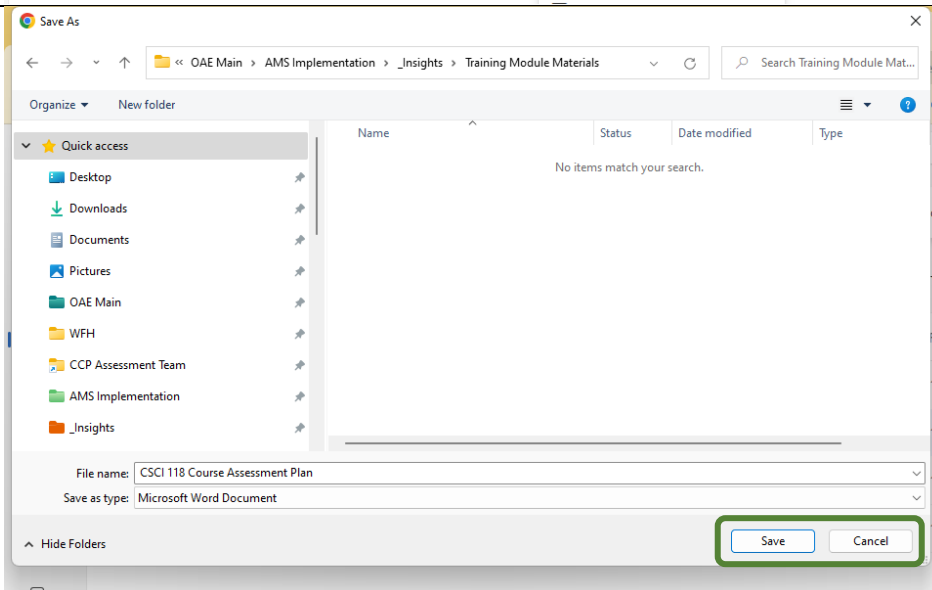 Save As
« OAE Main › AMS Implementation › _Insights › Training Module Materials
Search Training Module Mat...
Organize
New folder
?
Name
Status
Date modified
Type
No items match your search.
Quick access
Desktop
Downloads
Documents
Pictures
OAE Main
WFH
CCP Assessment Team
AMS Implementation
_Insights
File name: CSCI 118 Course Assessment Plan
Save as type: Microsoft Word Document
Hide Folders
Save
Cancel